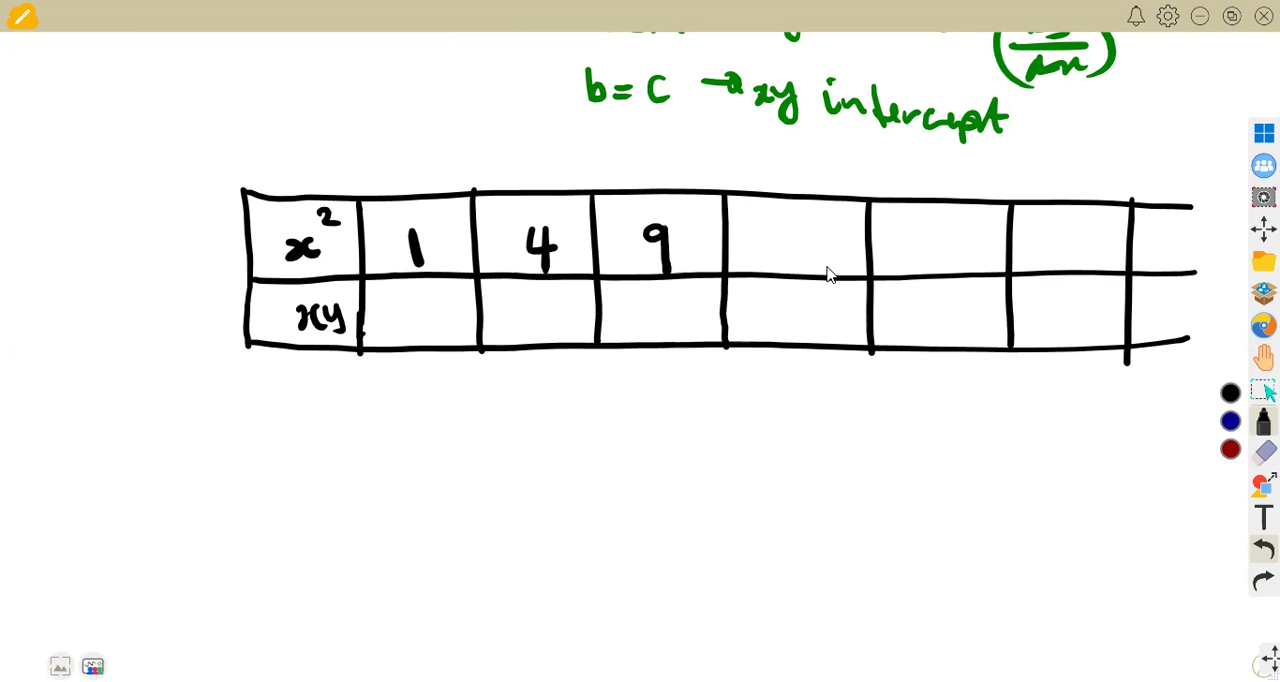 b = c → xy intercept
x² 1 4 9
xy
T